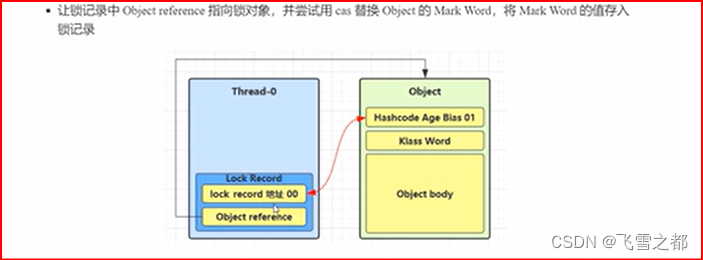 • 让锁记录中 Object reference 指向锁对象，并尝试用 cas 替换 Object 的 Mark Word，将 Mark Word 的值存入
锁记录
Thread-0
Object
Hashcode Age Bias 01
Klass Word
Lock Record
lock record 地址 00
Object body
Object reference
CSDN @飞雪之都